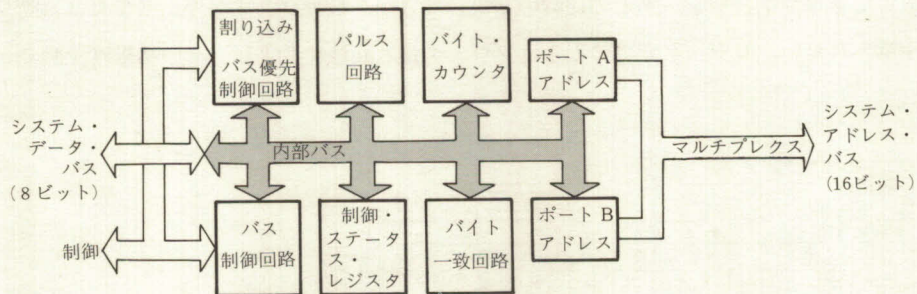 割り込み
バス優先
制御回路
パルス
回路
バイト・
カウンタ
ポート A
アドレス
システム・
データ・
バス
(8ビット)
内部バス
マルチプレクス
システム・
アドレス・
バス
(16ビット)
制御
バス
制御回路
制御・
ステータ
ス・
レジスタ
バイト
一致回路
ポート B
アドレス